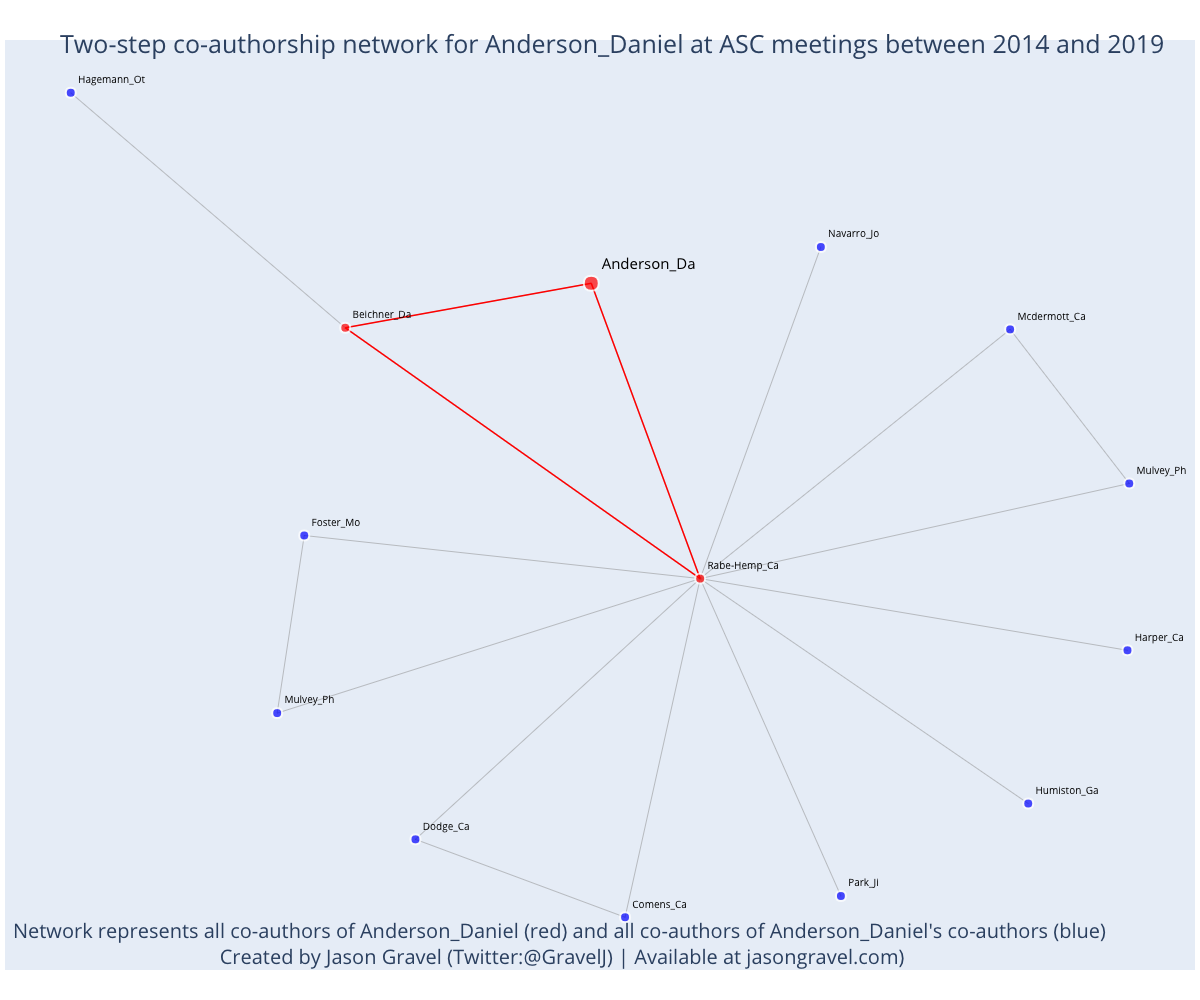 Two-step co-authorship network for Anderson_Daniel at ASC meetings between 2014 and 2019
Hagemann_Ot
Navarro_Jo
Anderson_Da
Beichner_Da
Mcdermott_Ca
Mulvey_Ph
Foster_Mo
Rabe-Hemp_Ca
Harper_Ca
Mulvey_Ph
Humiston_Ga
Dodge_Ca
Park_Ji
Comens_Ca
Network represents all co-authors of Anderson_Daniel (red) and all co-authors of Anderson_Daniel's co-authors (blue)
Created by Jason Gravel (Twitter:@GravelJ) | Available at jasongravel.com)